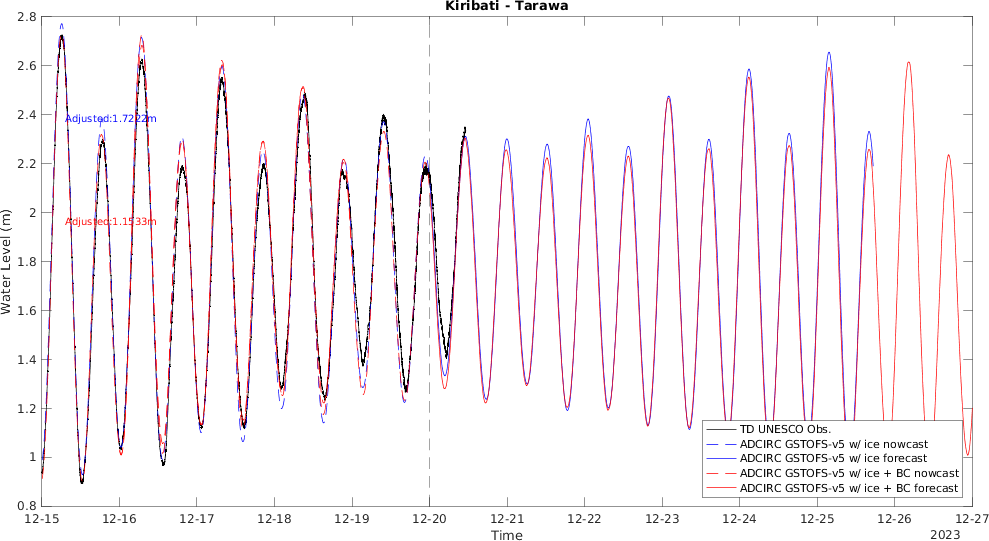 Kiribati - Tarawa
2.8
2.6
2.4
2.2
2
1.8
1.6
1.4
1.2
1
0.8
Water Level (m)
Adjusted:1.7222m
Adjusted:1.1533m
TD UNESCO Obs.
ADCIRC GSTOFS-v5 w/ ice nowcast
ADCIRC GSTOFS-v5 w/ ice forecast
ADCIRC GSTOFS-v5 w/ ice + BC nowcast
ADCIRC GSTOFS-v5 w/ ice + BC forecast
12-15 12-16 12-17 12-18 12-19 12-20 12-21 12-22 12-23 12-24 12-25 12-26 12-27
Time
2023